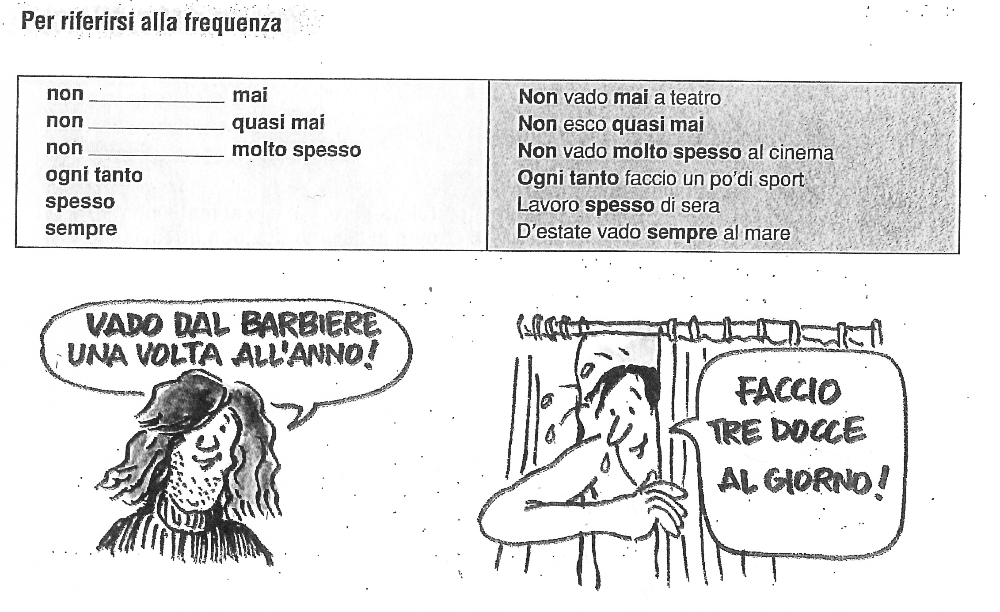 Per riferirsi alla frequenza
non __________ mai
non __________ quasi mai
non __________ molto spesso
ogni tanto
spesso
sempre
Non vado mai a teatro
Non esco quasi mai
Non vado molto spesso al cinema
Ogni tanto faccio un po'di sport
Lavoro spesso di sera
D'estate vado sempre al mare
VADO DAL BARBIERE
UNA VOLTA ALL'ANNO!
FACCIO
TRE DOCCE
AL GIORNO!